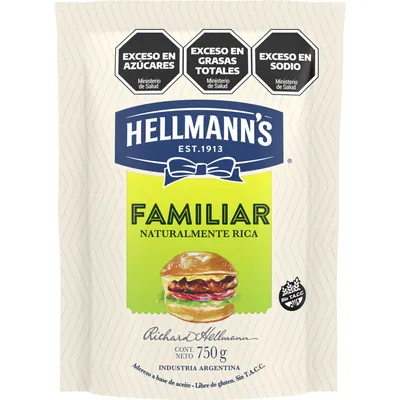 EXCESO EN
AZÚCARES
Ministerio
de Salud
EXCESO EN
GRASAS
TOTALES
Ministerio
de Salud
EXCESO EN
SODIO
Ministerio
de Salud
HELLMANN'S
EST. 1913
®
FAMILIAR
NATURALMENTE RICA
Sin T.A.C.C.
Richard Hellmann
CONT.
NETO 750 g
INDUSTRIA ARGENTINA
Aderezo a base de aceite - Libre de gluten. Sin T.A.C.C.